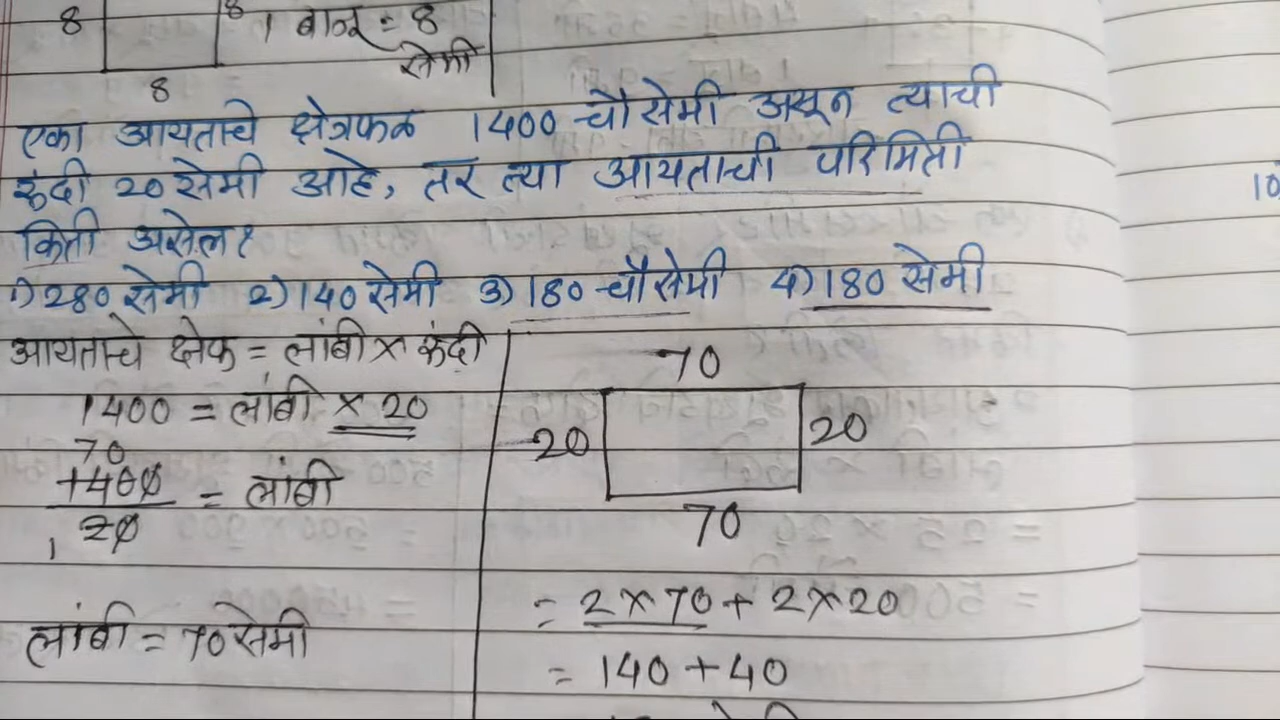 8 8 । बाजू = 8
सेमी
8
एका आयताचे क्षेत्रफळ 1400 चौ सेमी असून त्याची
रुंदी 20 सेमी आहे, तर त्या आयताची परिमिती
किती असेल?
1) 280 सेमी 2) 140 सेमी 3) 180 चौ सेमी 4) 180 सेमी
आयताचे क्षेफ = लांबी × रुंदी
1400 = लांबी × 20
70
1400 = लांबी
20
1
लांबी = 70 सेमी
70
20 20
70
= 2 × 70 + 2 × 20
= 140 + 40
10